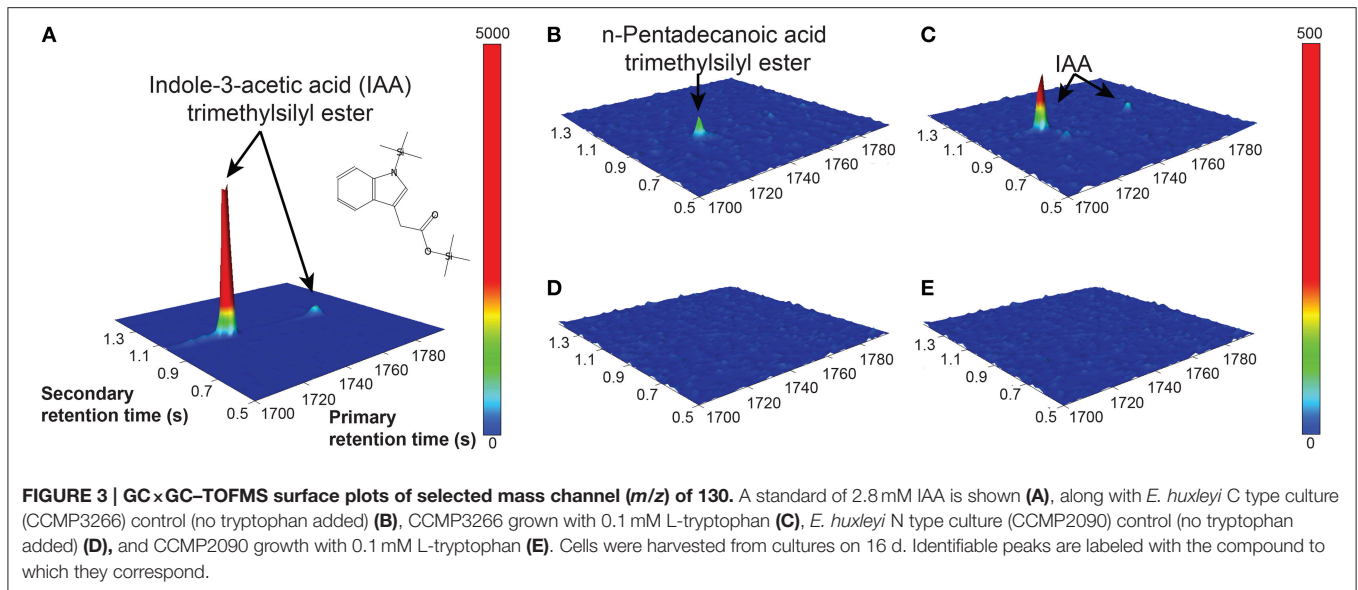 A
5000
Indole-3-acetic acid (IAA)
trimethylsilyl ester
Si
N
O
O
Si
1.3
1.1
0.9
0.7
0.5
1700
1720
1740
1760
1780
Secondary
retention time (s)
Primary
retention time (s)
0
B
n-Pentadecanoic acid
trimethylsilyl ester
1.3
1.1
0.9
0.7
0.5
1700
1720
1740
1760
1780
C
IAA
500
1.3
1.1
0.9
0.7
0.5
1700
1720
1740
1760
1780
D
1.3
1.1
0.9
0.7
0.5
1700
1720
1740
1760
1780
E
1.3
1.1
0.9
0.7
0.5
1700
1720
1740
1760
1780
0
FIGURE 3 | GC×GC–TOFMS surface plots of selected mass channel (m/z) of 130. A standard of 2.8 mM IAA is shown (A), along with E. huxleyi C type culture
(CCMP3266) control (no tryptophan added) (B), CCMP3266 grown with 0.1 mM L-tryptophan (C), E. huxleyi N type culture (CCMP2090) control (no tryptophan
added) (D), and CCMP2090 growth with 0.1 mM L-tryptophan (E). Cells were harvested from cultures on 16 d. Identifiable peaks are labeled with the compound to
which they correspond.